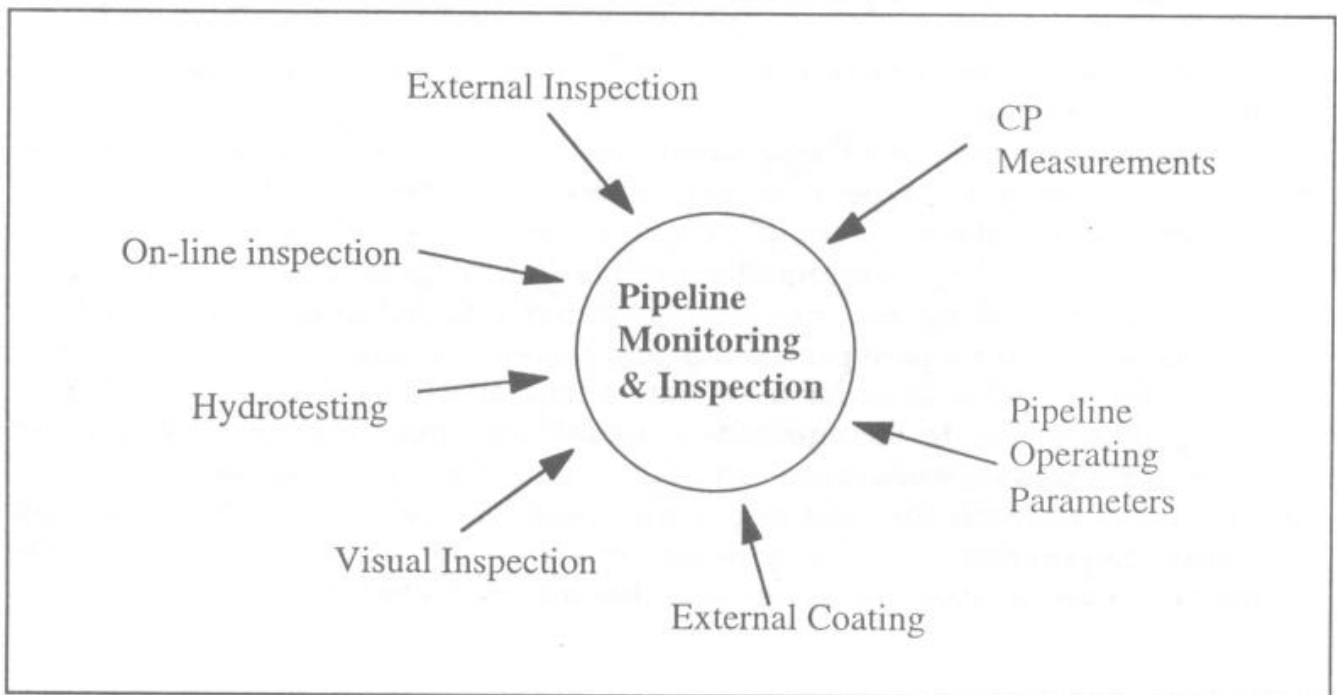 External Inspection
CP
Measurements
On-line inspection
Pipeline
Monitoring
& Inspection
Hydrotesting
Pipeline
Operating
Parameters
Visual Inspection
External Coating